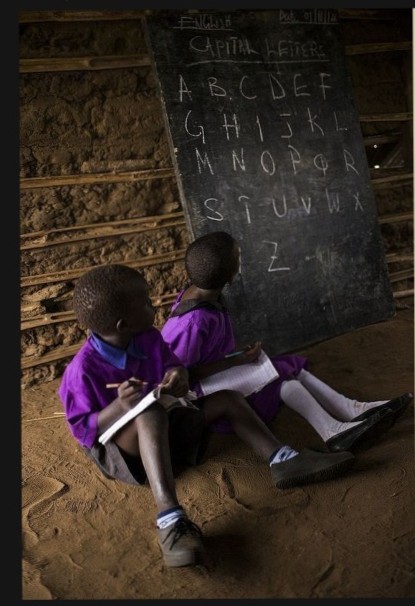 ENGLISH
CAPITAL LETTERS
A B C D E F
G H I J K L
M N O P Q R
S T U V W X
Z